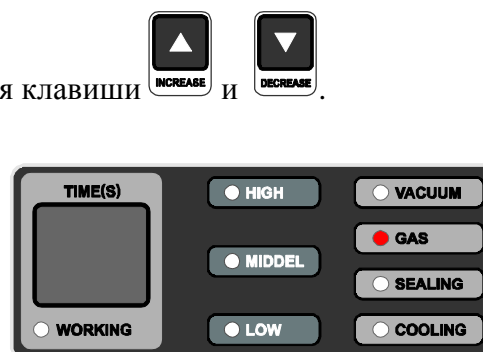 я клавиши INCREASE и DECREASE.
TIME(S)
HIGH
VACUUM
GAS
MIDDEL
SEALING
WORKING
LOW
COOLING